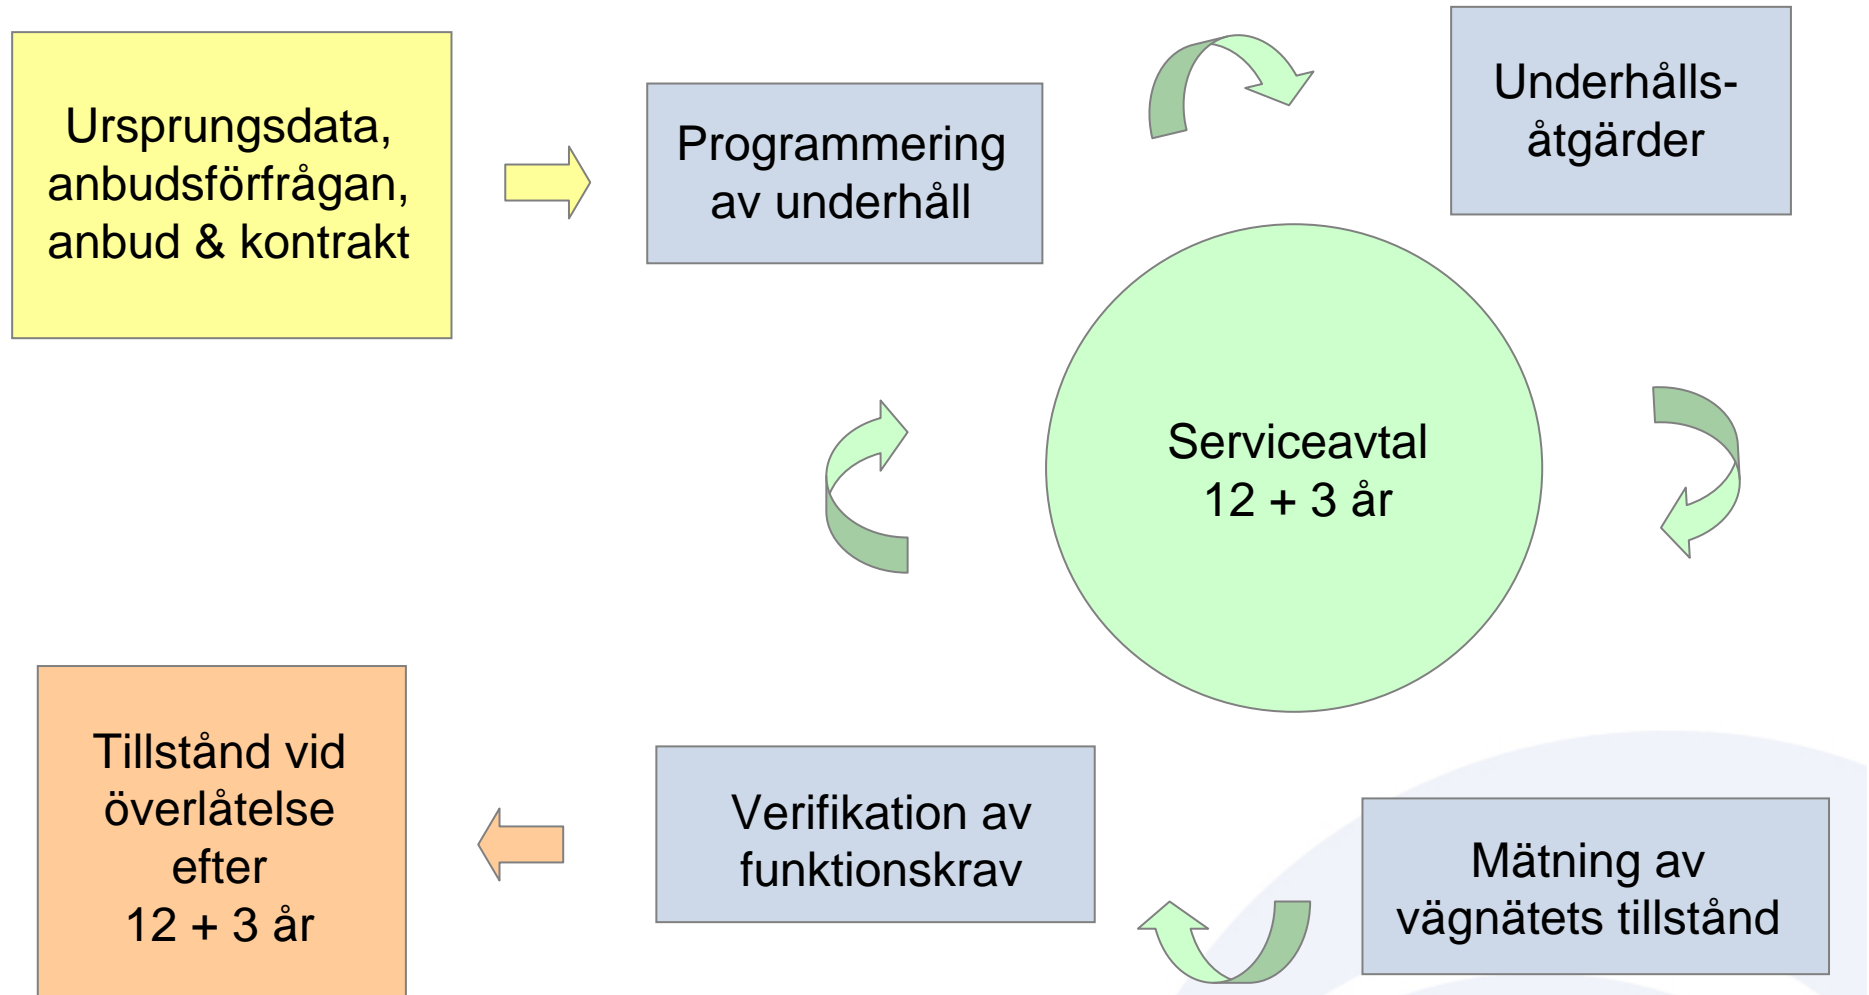 Ursprungsdata,
anbudsförfrågan,
anbud & kontrakt
Programmering
av underhåll
Underhålls-
åtgärder
Serviceavtal
12 + 3 år
Tillstånd vid
överlåtelse
efter
12 + 3 år
Verifikation av
funktionskrav
Mätning av
vägnätets tillstånd